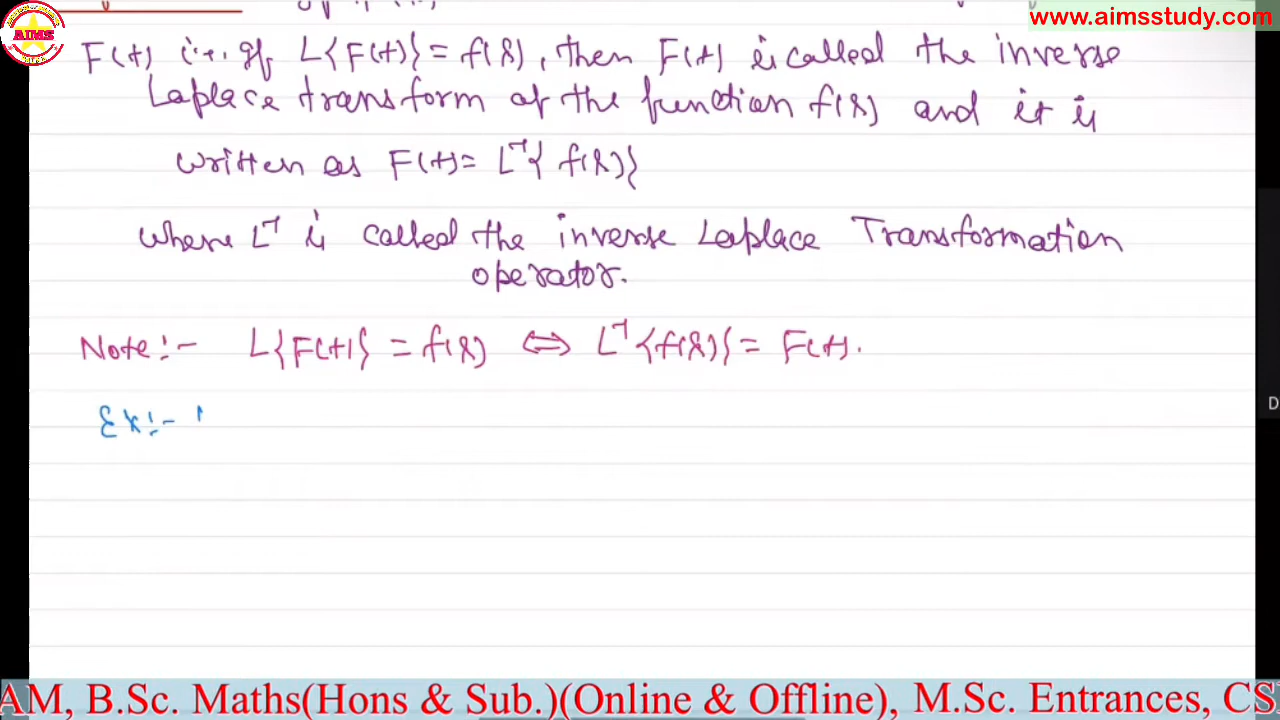 www.aimsstudy.com
AIMS
F(t) i.e. if L{F(t)} = f(s), then F(t) is called the inverse
Laplace transform of the function f(s) and it is
written as F(t) = L⁻¹{ f(s)}
where L⁻¹ is called the inverse Laplace Transformation
operator.
Note :- L{F(t)} = f(s) ⇔ L⁻¹{f(s)} = F(t).
Ex :-
D
AM, B.Sc. Maths(Hons & Sub.)(Online & Offline), M.Sc. Entrances, CS